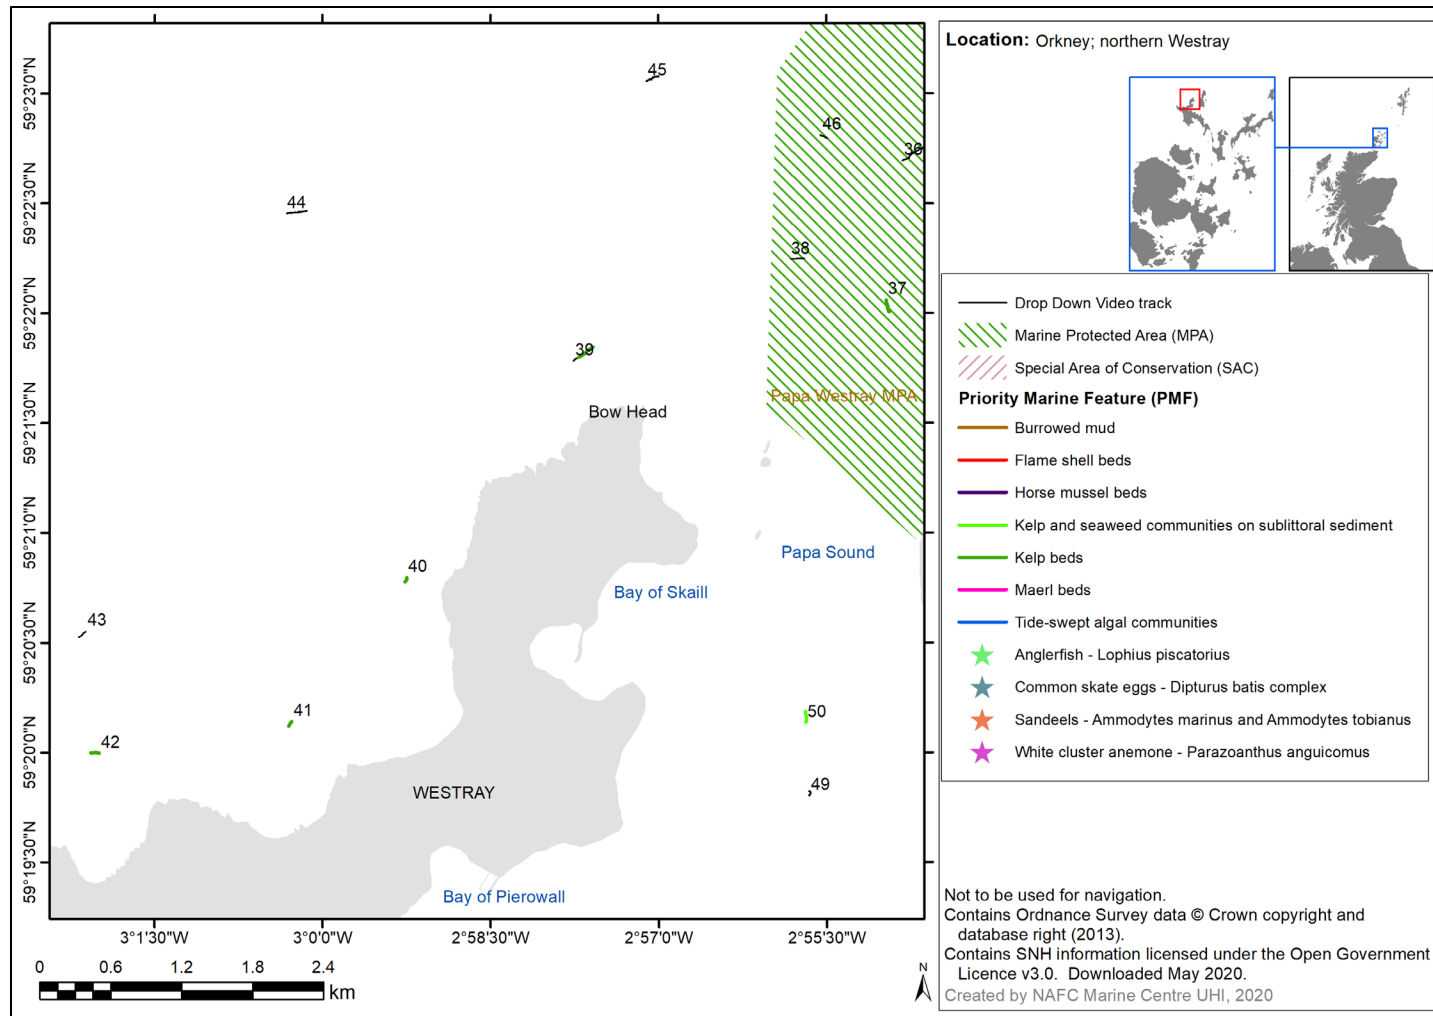 59°23'0"N
59°22'30"N
59°22'0"N
59°21'30"N
59°21'0"N
59°20'30"N
59°20'0"N
59°19'30"N
45
46
36
44
38
37
39
Papa Westray MPA
Bow Head
Papa Sound
40
Bay of Skaill
43
41
50
42
49
WESTRAY
Bay of Pierowall
3°1'30"W
3°0'0"W
2°58'30"W
2°57'0"W
2°55'30"W
0 0.6 1.2 1.8 2.4
km
N
Location: Orkney; northern Westray
Drop Down Video track
Marine Protected Area (MPA)
Special Area of Conservation (SAC)
Priority Marine Feature (PMF)
Burrowed mud
Flame shell beds
Horse mussel beds
Kelp and seaweed communities on sublittoral sediment
Kelp beds
Maerl beds
Tide-swept algal communities
Anglerfish - Lophius piscatorius
Common skate eggs - Dipturus batis complex
Sandeels - Ammodytes marinus and Ammodytes tobianus
White cluster anemone - Parazoanthus anguicomus
Not to be used for navigation.
Contains Ordnance Survey data © Crown copyright and
database right (2013).
Contains SNH information licensed under the Open Government
Licence v3.0. Downloaded May 2020.
Created by NAFC Marine Centre UHI, 2020